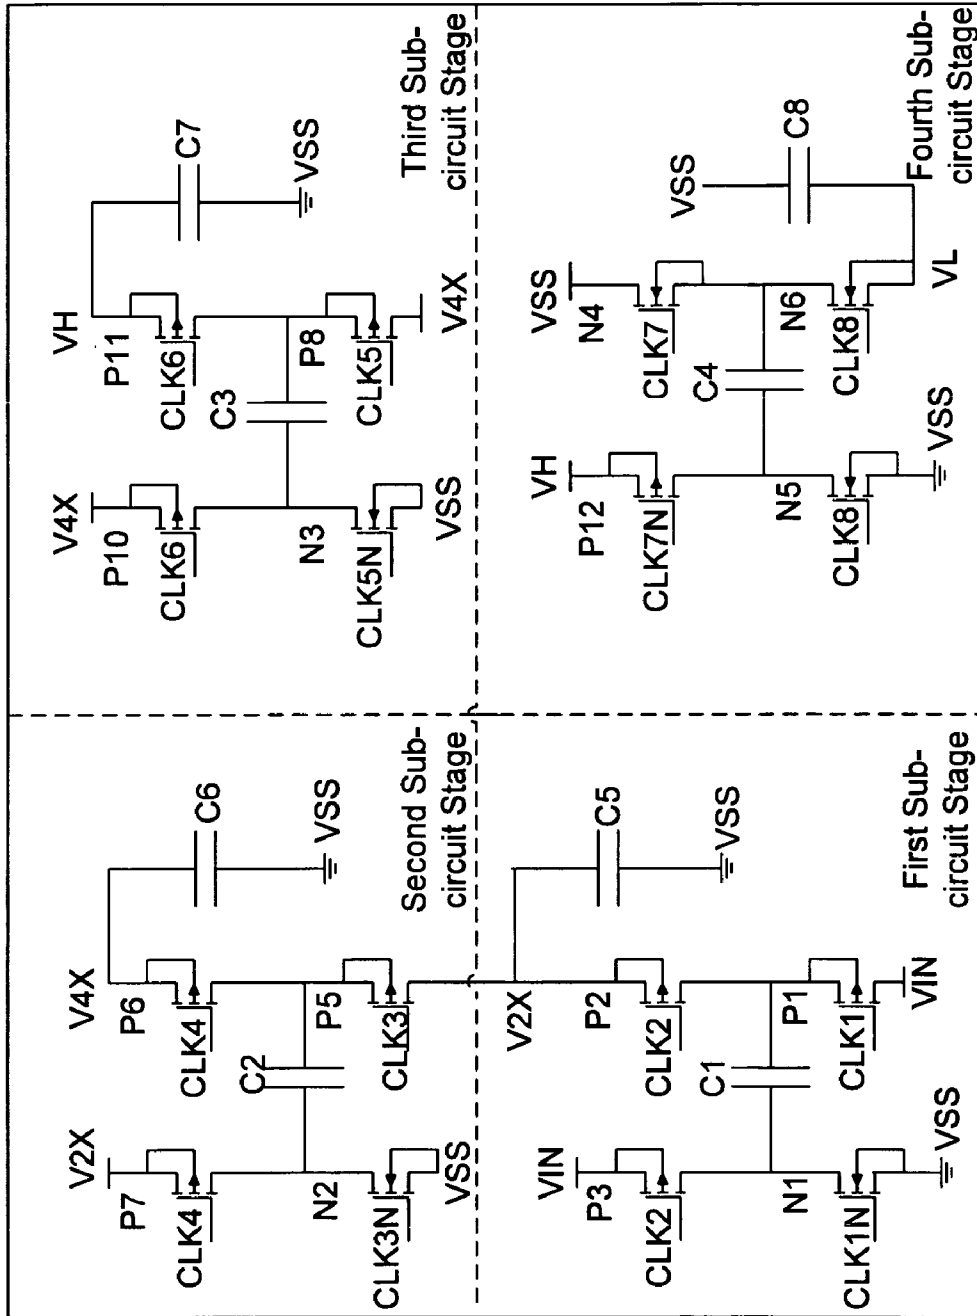 V2X
P7
CLK4
N2
CLK3N
VSS
C2
V4X
P6
CLK4
P5
CLK3
C6
VSS
Second Sub-
circuit Stage
V4X
P10
CLK6
N3
CLK5N
VSS
C3
VH
P11
CLK6
P8
CLK5
V4X
C7
VSS
Third Sub-
circuit Stage
VIN
P3
CLK2
N1
CLK1N
VSS
C1
V2X
P2
CLK2
P1
CLK1
VIN
C5
VSS
First Sub-
circuit Stage
VH
P12
CLK7N
N5
CLK8
VSS
C4
VSS
N4
CLK7
N6
CLK8
VL
VSS
C8
Fourth Sub-
circuit Stage